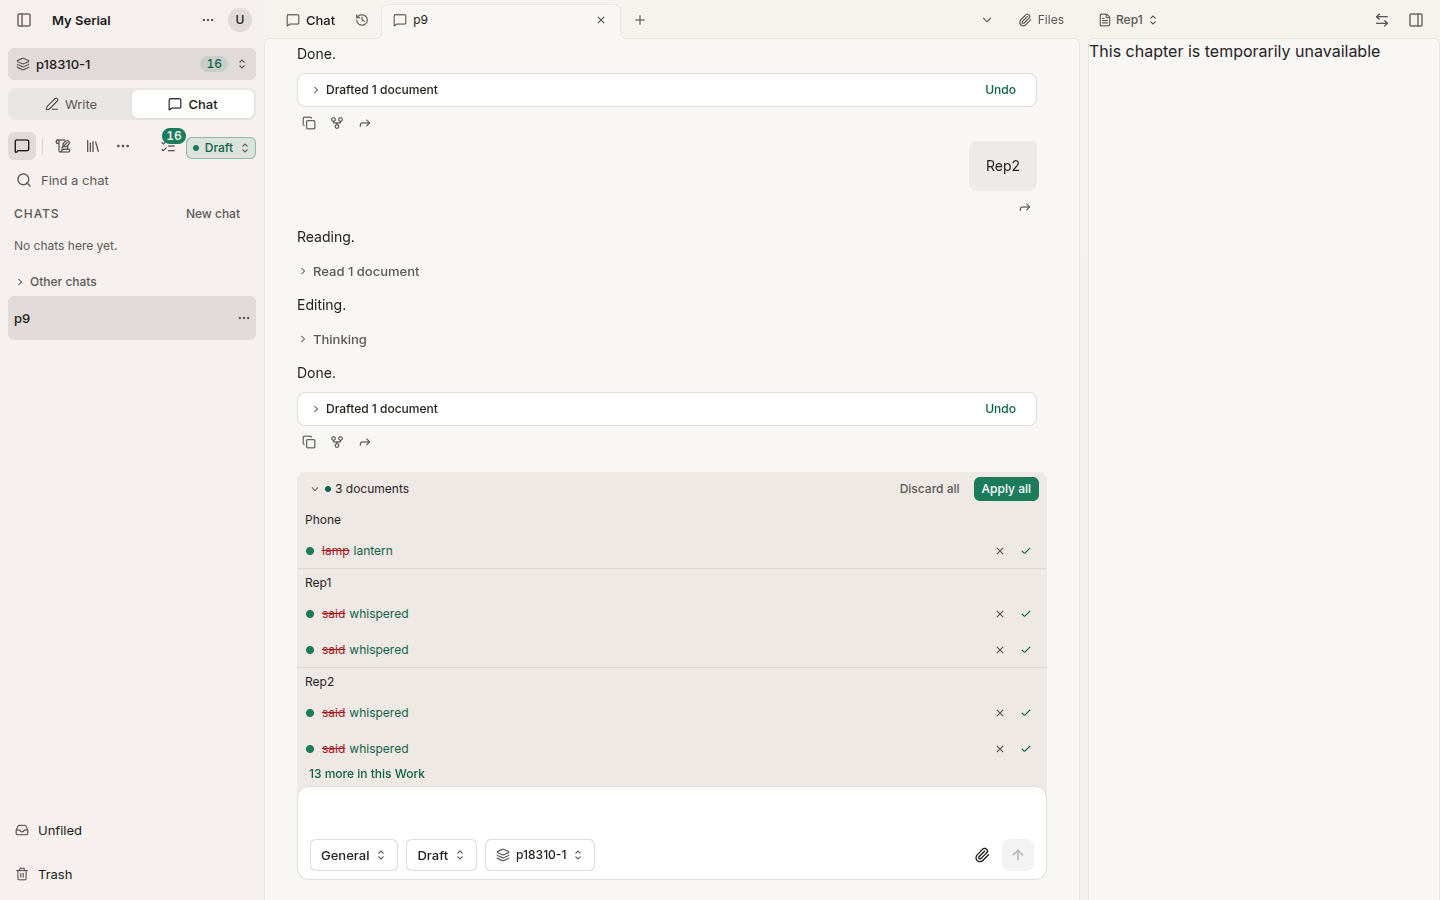 My Serial
U
Chat
p9
Files
Rep1
p18310-1
16
Write
Chat
16
Draft
Find a chat
CHATS
New chat
No chats here yet.
Other chats
p9
Unfiled
Trash
Done.
Drafted 1 document
Undo
Rep2
Reading.
Read 1 document
Editing.
Thinking
Done.
Drafted 1 document
Undo
3 documents
Discard all
Apply all
Phone
lamp lantern
Rep1
said whispered
said whispered
Rep2
said whispered
said whispered
13 more in this Work
General
Draft
p18310-1
This chapter is temporarily unavailable